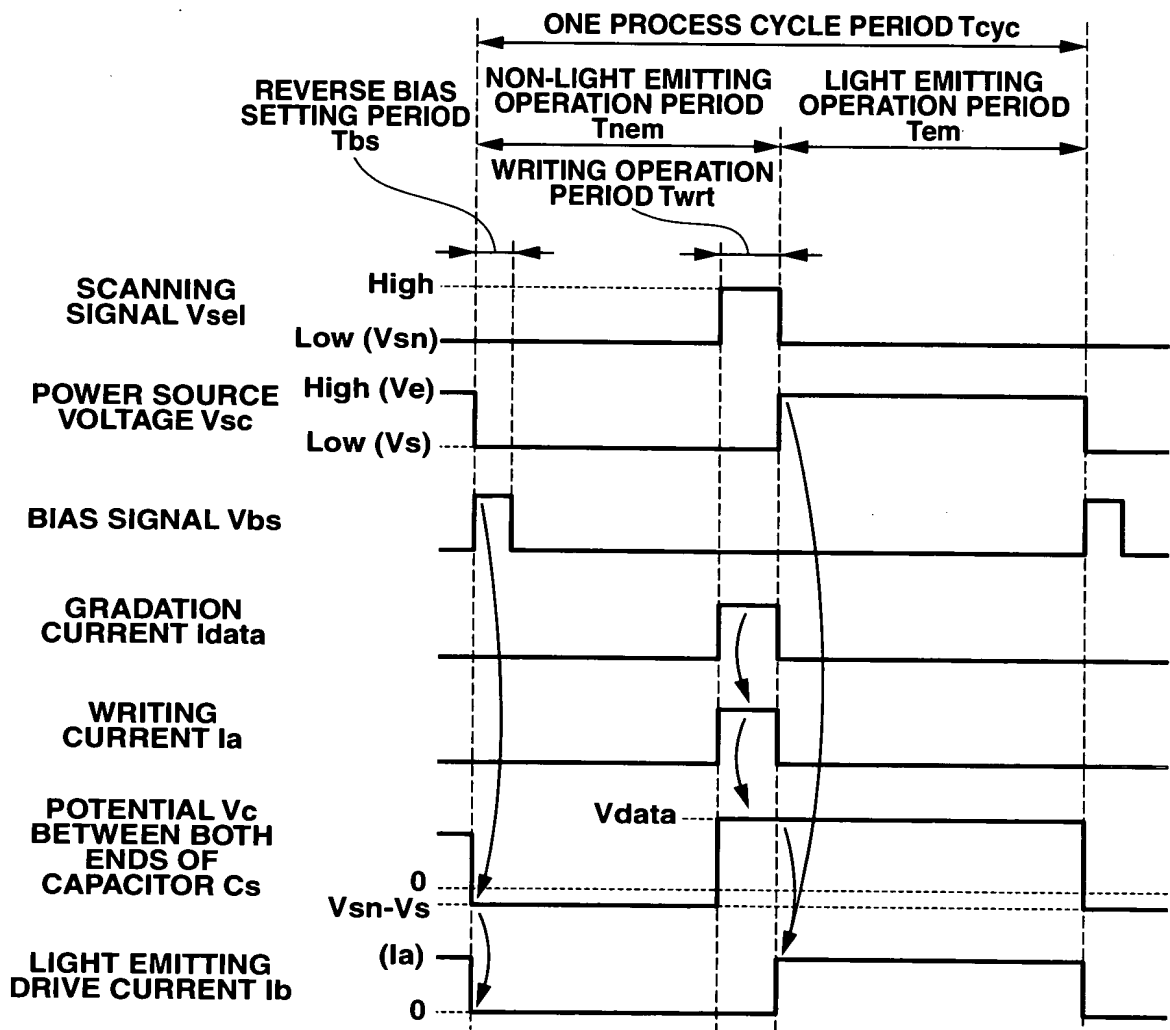 ONE PROCESS CYCLE PERIOD Tcyc
REVERSE BIAS
SETTING PERIOD
Tbs
NON-LIGHT EMITTING
OPERATION PERIOD
Tnem
LIGHT EMITTING
OPERATION PERIOD
Tem
WRITING OPERATION
PERIOD Twrt
SCANNING
SIGNAL Vsel
High
Low (Vsn)
POWER SOURCE
VOLTAGE Vsc
High (Ve)
Low (Vs)
BIAS SIGNAL Vbs
GRADATION
CURRENT Idata
WRITING
CURRENT Ia
POTENTIAL Vc
BETWEEN BOTH
ENDS OF
CAPACITOR Cs
Vdata
0
Vsn-Vs
LIGHT EMITTING
DRIVE CURRENT Ib
(Ia)
0